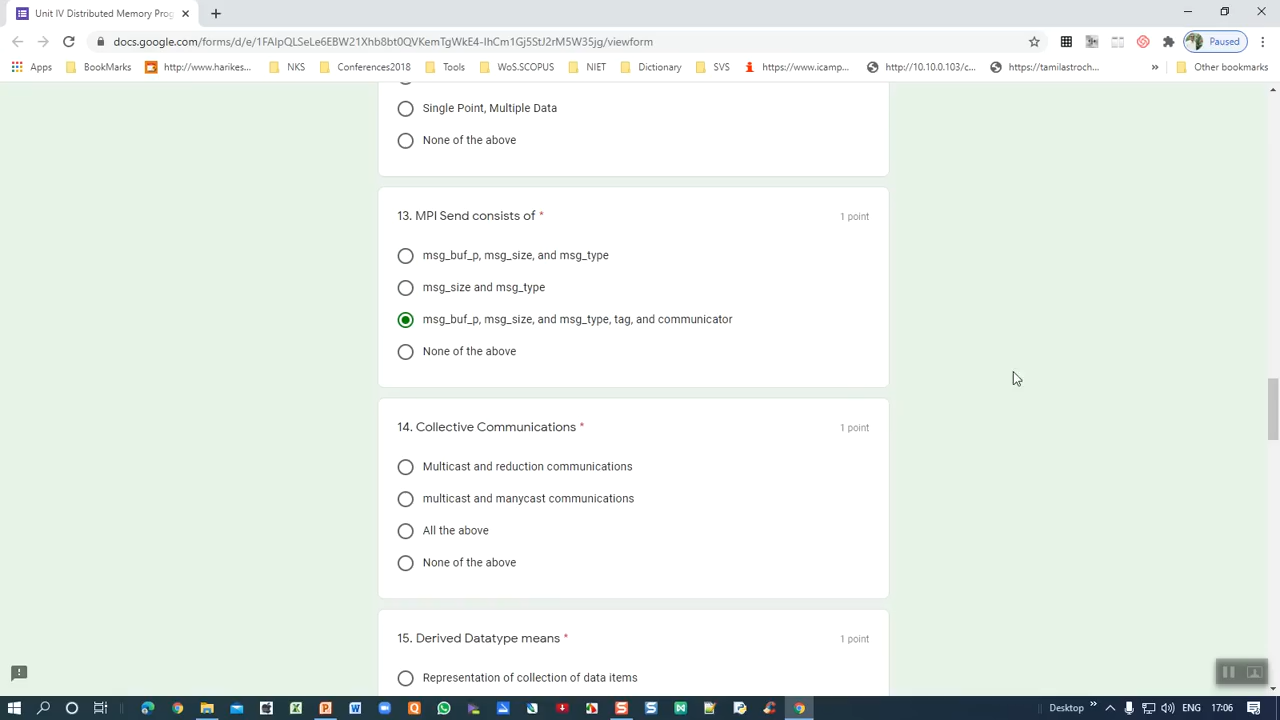 Unit IV Distributed Memory Prog
docs.google.com/forms/d/e/1FAIpQLSeLe6EBW21Xhb8bt0QVKemTgWkE4-IhCm1Gj5StJ2rM5W35jg/viewform
Paused
Apps BookMarks http://www.harikes... NKS Conferences2018 Tools WoS.SCOPUS NIET Dictionary SVS https://www.icamp... http://10.10.0.103/c... https://tamilastroch... » Other bookmarks
Single Point, Multiple Data
None of the above
13. MPI Send consists of * 1 point
msg_buf_p, msg_size, and msg_type
msg_size and msg_type
msg_buf_p, msg_size, and msg_type, tag, and communicator
None of the above
14. Collective Communications * 1 point
Multicast and reduction communications
multicast and manycast communications
All the above
None of the above
15. Derived Datatype means * 1 point
Representation of collection of data items
Desktop » ENG 17:06